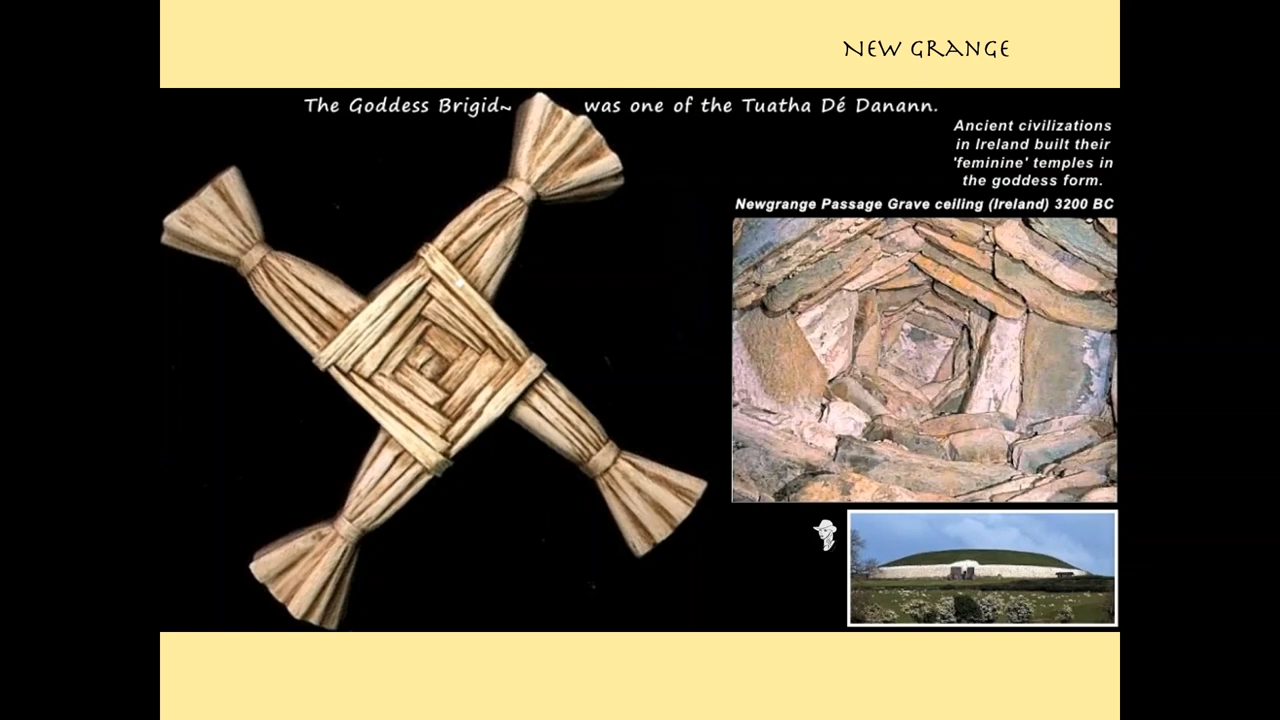 New Grange
The Goddess Brigid~ was one of the Tuatha Dé Danann.
Ancient civilizations
in Ireland built their
'feminine' temples in
the goddess form.
Newgrange Passage Grave ceiling (Ireland) 3200 BC